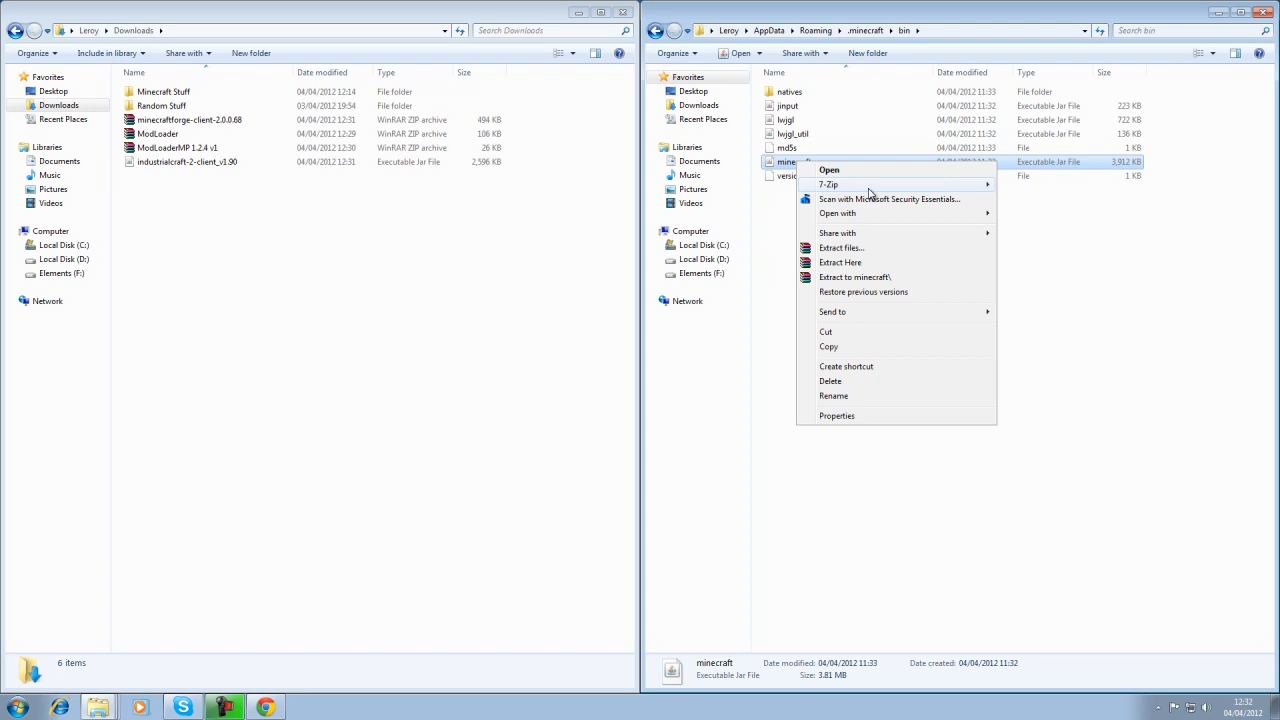 Leroy Downloads
Search Downloads
Organize Include in library Share with New folder
Name Date modified Type Size
Favorites
Desktop
Downloads
Recent Places
Libraries
Documents
Music
Pictures
Videos
Computer
Local Disk (C:)
Local Disk (D:)
Elements (F:)
Network
Minecraft Stuff 04/04/2012 12:14 File folder
Random Stuff 03/04/2012 19:54 File folder
minecraftforge-client-2.0.0.68 04/04/2012 12:31 WinRAR ZIP archive 494 KB
ModLoader 04/04/2012 12:29 WinRAR ZIP archive 106 KB
ModLoaderMP 1.2.4 v1 04/04/2012 12:30 WinRAR ZIP archive 26 KB
industrialcraft-2-client_v1.90 04/04/2012 12:31 Executable Jar File 2,596 KB
6 items
Leroy AppData Roaming .minecraft bin
Search bin
Organize Open Share with New folder
Name Date modified Type Size
Favorites
Desktop
Downloads
Recent Places
Libraries
Documents
Music
Pictures
Videos
Computer
Local Disk (C:)
Local Disk (D:)
Elements (F:)
Network
natives 04/04/2012 11:33 File folder
jinput 04/04/2012 11:33 Executable Jar File 223 KB
lwjgl 04/04/2012 11:32 Executable Jar File 722 KB
lwjgl_util 04/04/2012 11:32 Executable Jar File 136 KB
md5s 04/04/2012 11:33 File 1 KB
Executable Jar File 3,912 KB
File 1 KB
Open
7-Zip
Scan with Microsoft Security Essentials...
Open with
Share with
Extract files...
Extract Here
Extract to minecraft\
Restore previous versions
Send to
Cut
Copy
Create shortcut
Delete
Rename
Properties
minecraft Date modified: 04/04/2012 11:33 Date created: 04/04/2012 11:32
Executable Jar File Size: 3.81 MB
12:32
04/04/2012